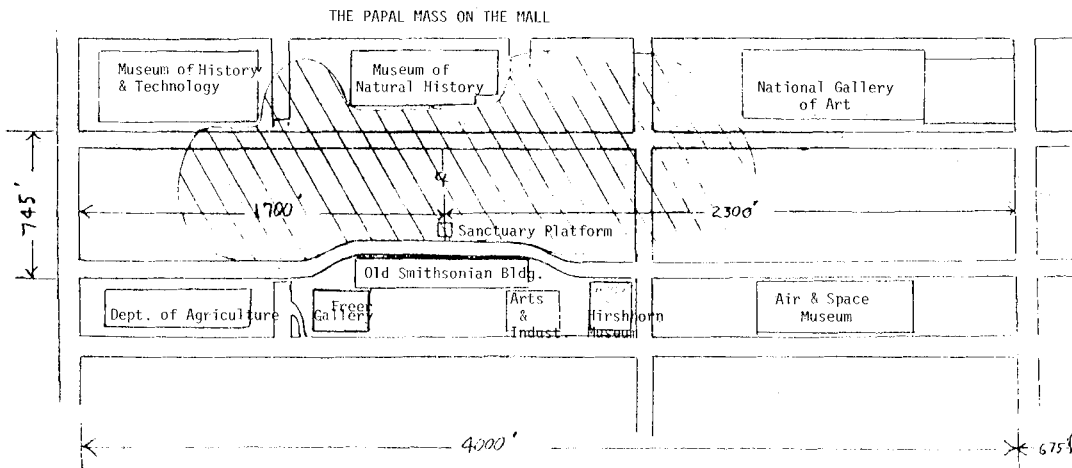 THE PAPAL MASS ON THE MALL
Museum of History
& Technology
Museum of
Natural History
National Gallery
of Art
745'
1700'
2300'
Sanctuary Platform
Old Smithsonian Bldg.
Dept. of Agriculture
Freer
Gallery
Arts
&
Indust.
Hirshhorn
Museum
Air & Space
Museum
4000'
675'